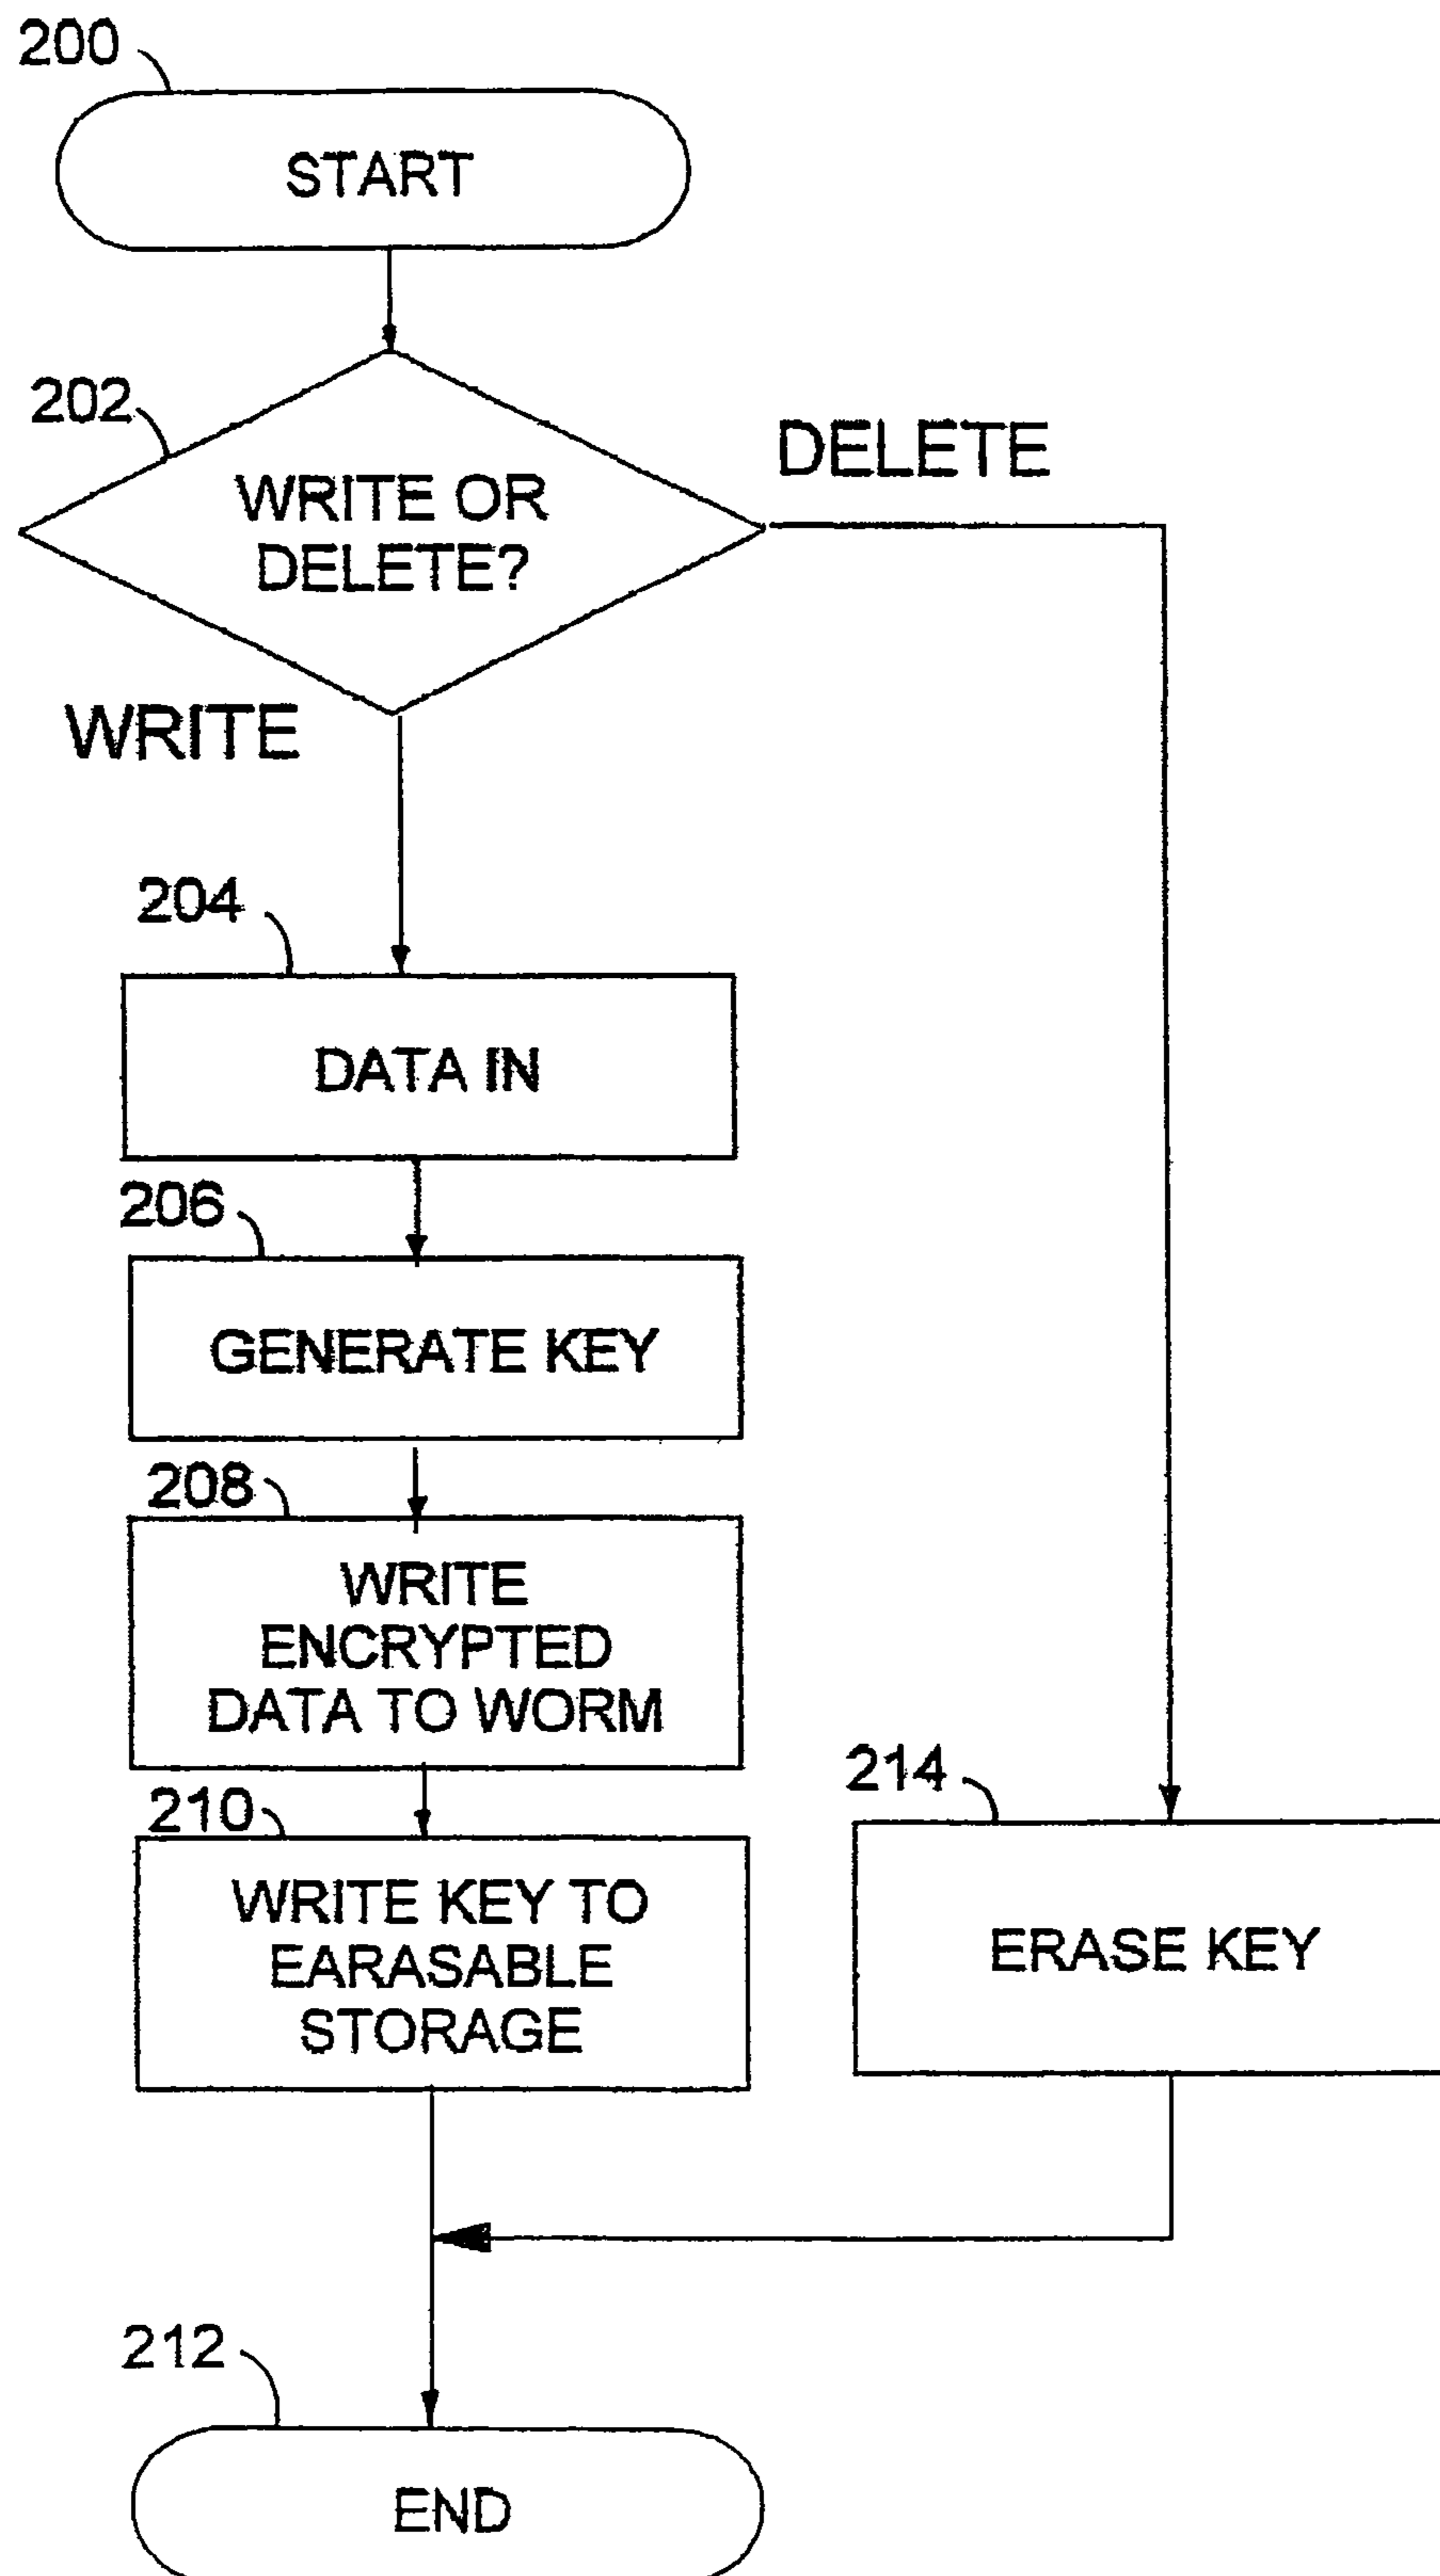 200
START
202
WRITE OR
DELETE?
DELETE
WRITE
204
DATA IN
206
GENERATE KEY
208
WRITE
ENCRYPTED
DATA TO WORM
210
WRITE KEY TO
EARASABLE
STORAGE
214
ERASE KEY
212
END